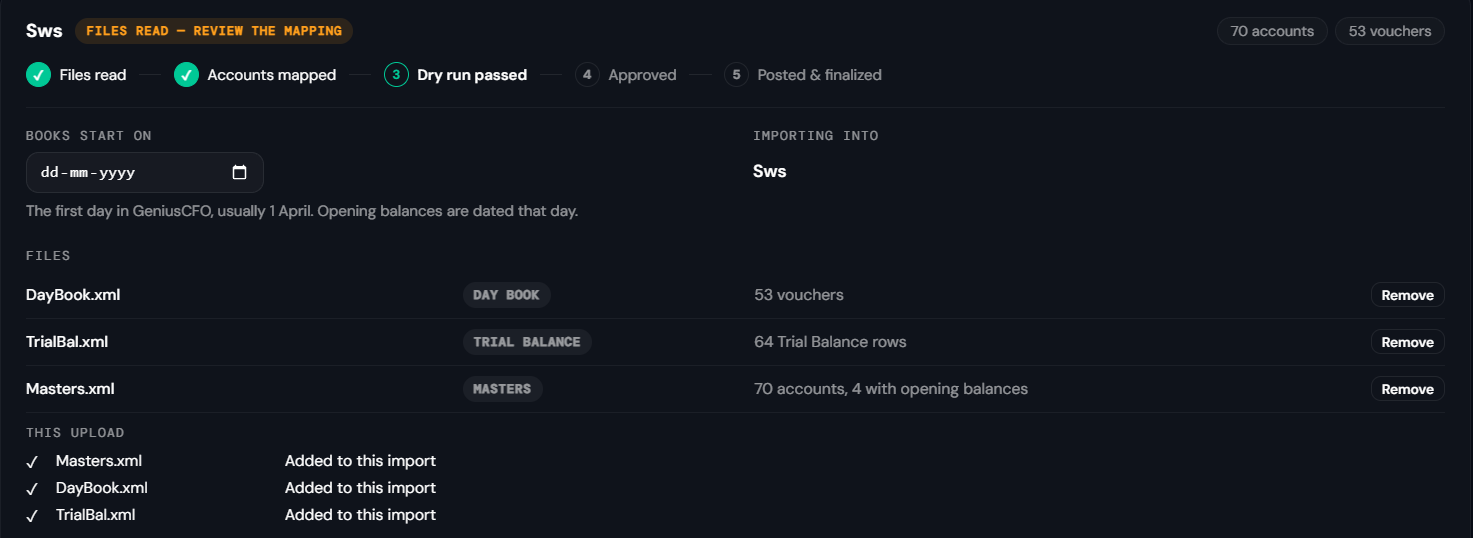 Sws FILES READ — REVIEW THE MAPPING 70 accounts 53 vouchers
✓ Files read ✓ Accounts mapped 3 Dry run passed 4 Approved 5 Posted & finalized
BOOKS START ON IMPORTING INTO
dd-mm-yyyy Sws
The first day in GeniusCFO, usually 1 April. Opening balances are dated that day.
FILES
DayBook.xml DAY BOOK 53 vouchers Remove
TrialBal.xml TRIAL BALANCE 64 Trial Balance rows Remove
Masters.xml MASTERS 70 accounts, 4 with opening balances Remove
THIS UPLOAD
✓ Masters.xml Added to this import
✓ DayBook.xml Added to this import
✓ TrialBal.xml Added to this import